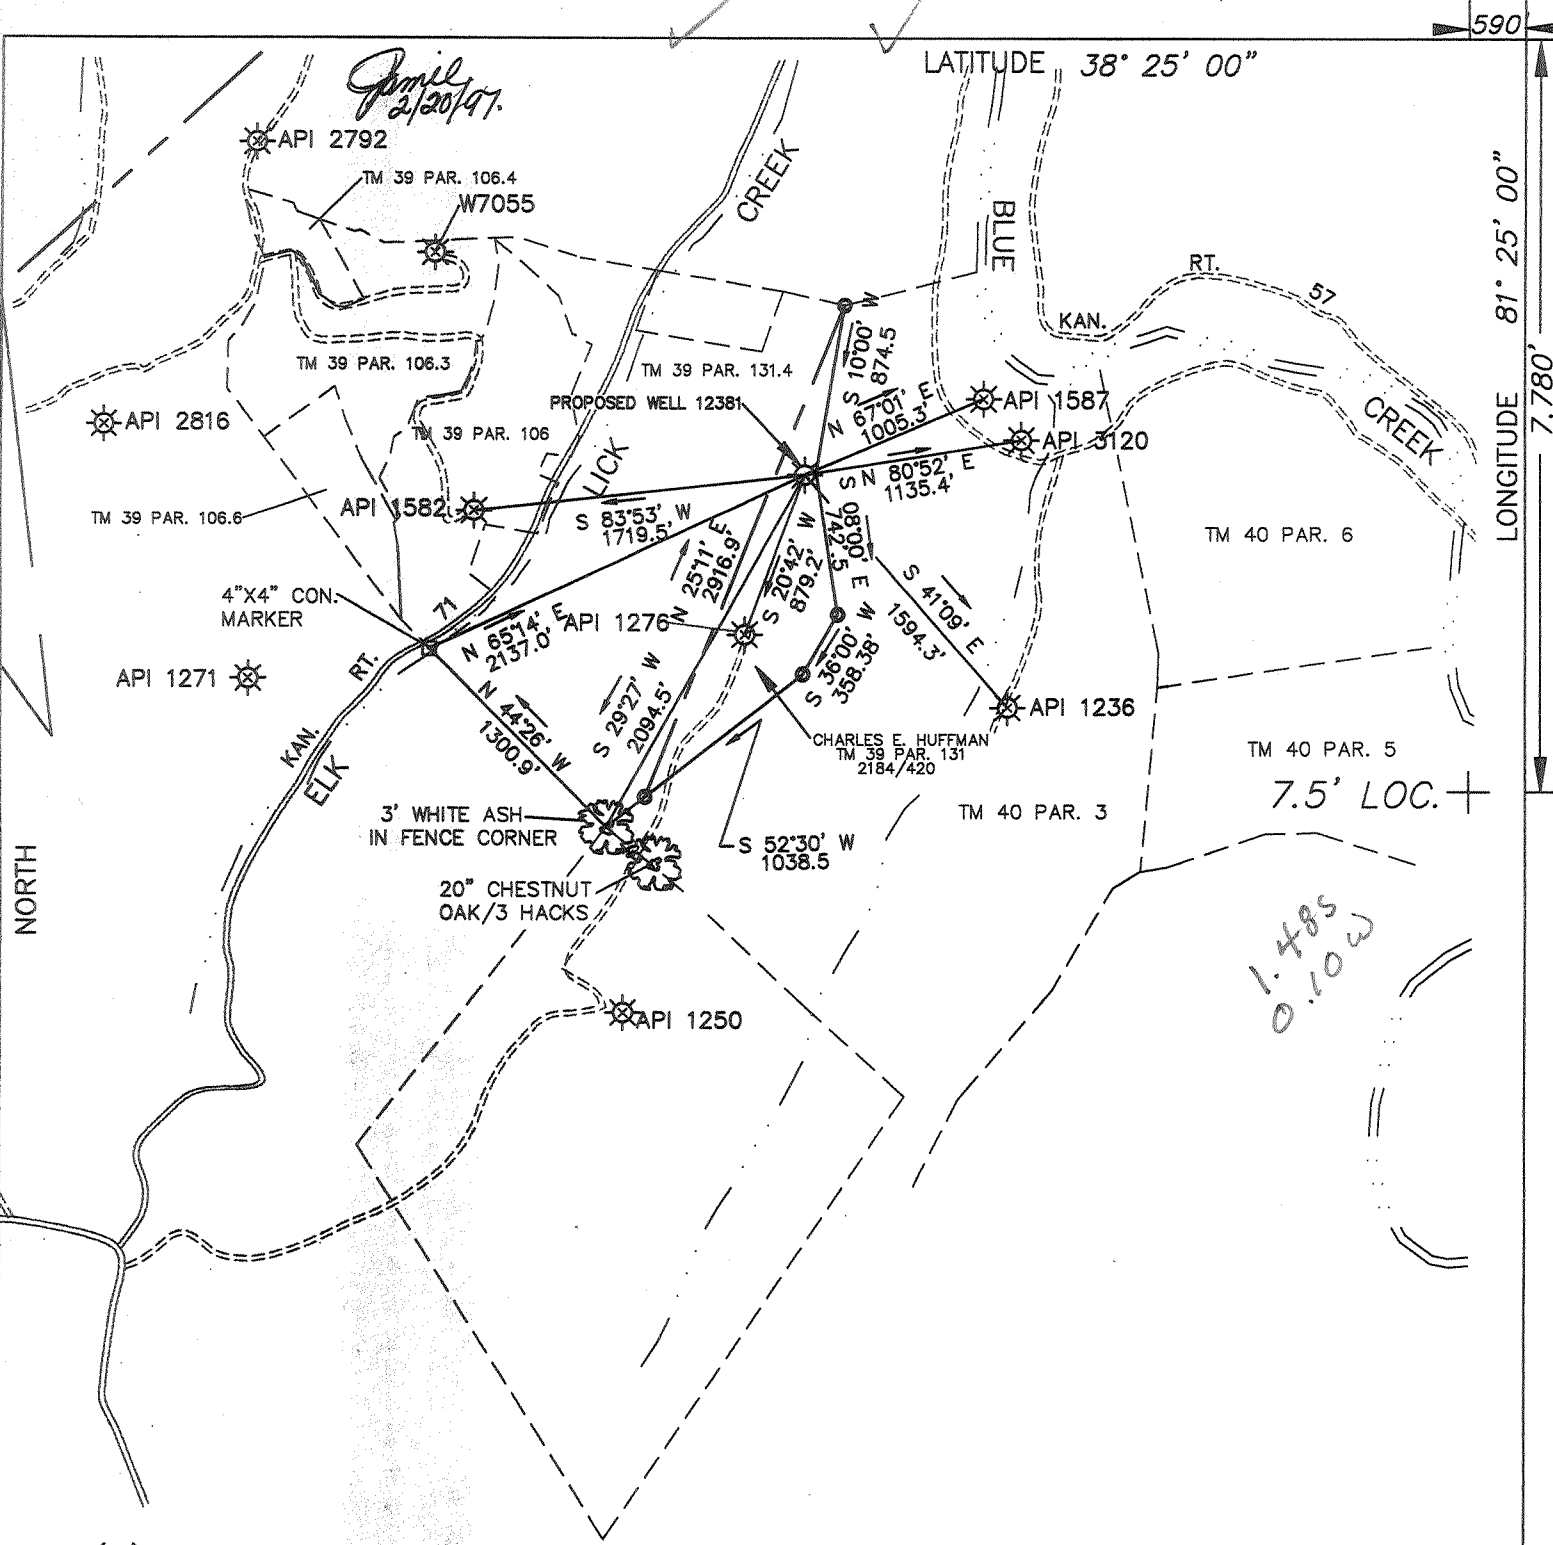 590
LATITUDE 38° 25' 00"
Jamil
2/20/97.
API 2792
TM 39 PAR. 106.4
W7055
CREEK
BLUE
LONGITUDE 81° 25' 00"
7.780'
RT.
57
KAN.
W
S 10°00'
874.5
TM 39 PAR. 106.3
TM 39 PAR. 131.4
PROPOSED WELL 12381
N 67°01' E
1005.3'
API 1587
API 2816
TM 39 PAR. 106
API 3120
CREEK
LICK
N 80°52' E
1135.4'
API 1582
TM 39 PAR. 106.6
S 83°53' W
1719.5'
TM 40 PAR. 6
S 08°00' E
742.5
N 25°11' E
2916.9'
S 20°42' W
879.2'
S 41°09' E
1594.3'
4"X4" CON.
MARKER
71
RT.
N 65°14' E
2137.0'
API 1276
API 1271
S 36°00' W
358.38'
N 44°26' W
1300.9'
S 29°27' W
2094.5'
API 1236
CHARLES E. HUFFMAN
TM 39 PAR. 131
2184/420
KAN.
ELK
TM 40 PAR. 5
7.5' LOC.
3' WHITE ASH
IN FENCE CORNER
TM 40 PAR. 3
S 52°30' W
1038.5
NORTH
20" CHESTNUT
OAK/3 HACKS
1.48S
0.10 W
API 1250